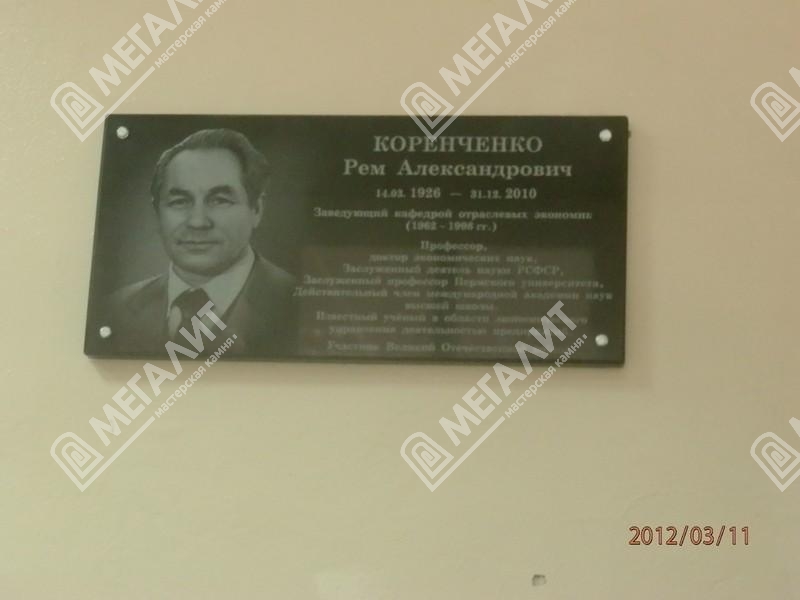 КОРЕНЧЕНКО
Рем Александрович
14.03. 1926 — 31.12. 2010
Заведующий кафедрой отраслевых экономик
(1962 - 1998 гг.)
Профессор,
доктор экономических наук,
Заслуженный деятель науки РСФСР,
Заслуженный профессор Пермского университета,
Действительный член международной академии наук
высшей школы.
Известный учёный в области
управления деятельностью
Участник Великой Отечественной
МЕГАЛИТ
мастерская камня
МЕГАЛИТ
мастерская камня
МЕГАЛИТ
мастерская камня
МЕГАЛИТ
мастерская камня
2012/03/11